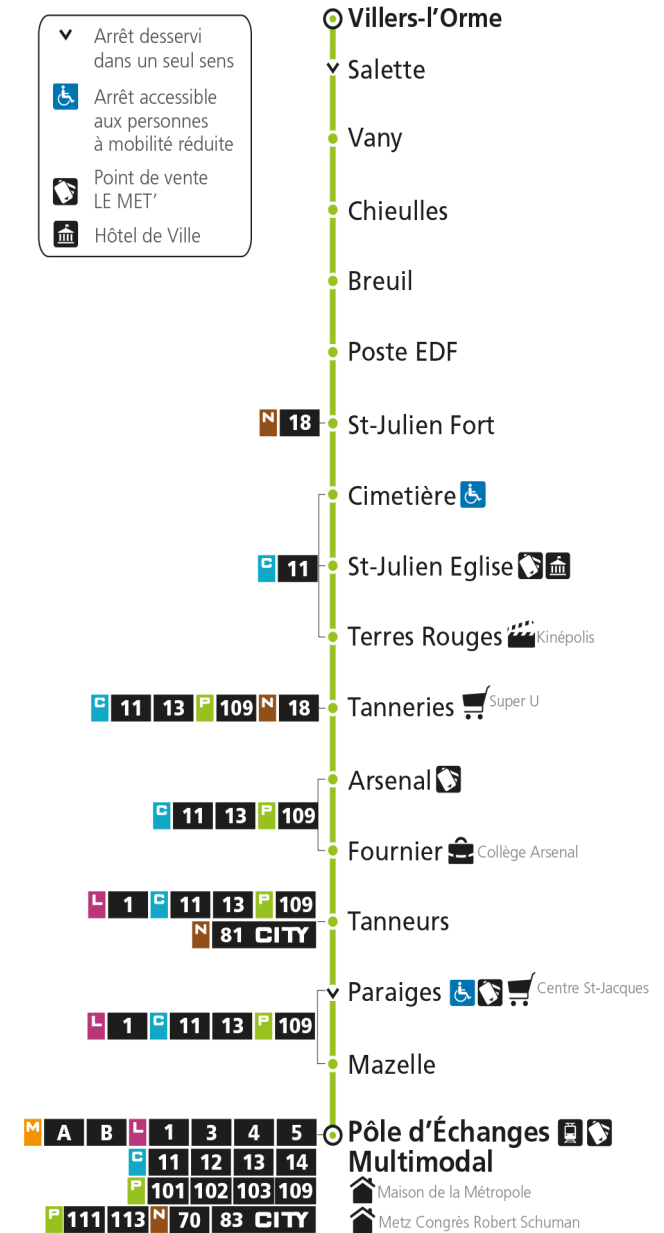 Villers-l'Orme
Arrêt desservi
dans un seul sens
Arrêt accessible
aux personnes
à mobilité réduite
Point de vente
LE MET'
Hôtel de Ville
Salette
Vany
Chieulles
Breuil
Poste EDF
N 18 St-Julien Fort
Cimetière
C 11 St-Julien Eglise
Terres Rouges Kinépolis
C 11 13 P 109 N 18 Tanneries Super U
Arsenal
C 11 13 P 109
Fournier Collège Arsenal
L 1 C 11 13 P 109
N 81 CITY
Tanneurs
Paraiges Centre St-Jacques
L 1 C 11 13 P 109
Mazelle
M A B L 1 3 4 5 Pôle d'Échanges
C 11 12 13 14 Multimodal
P 101 102 103 109 Maison de la Métropole
P 111 113 N 70 83 CITY Metz Congrès Robert Schuman